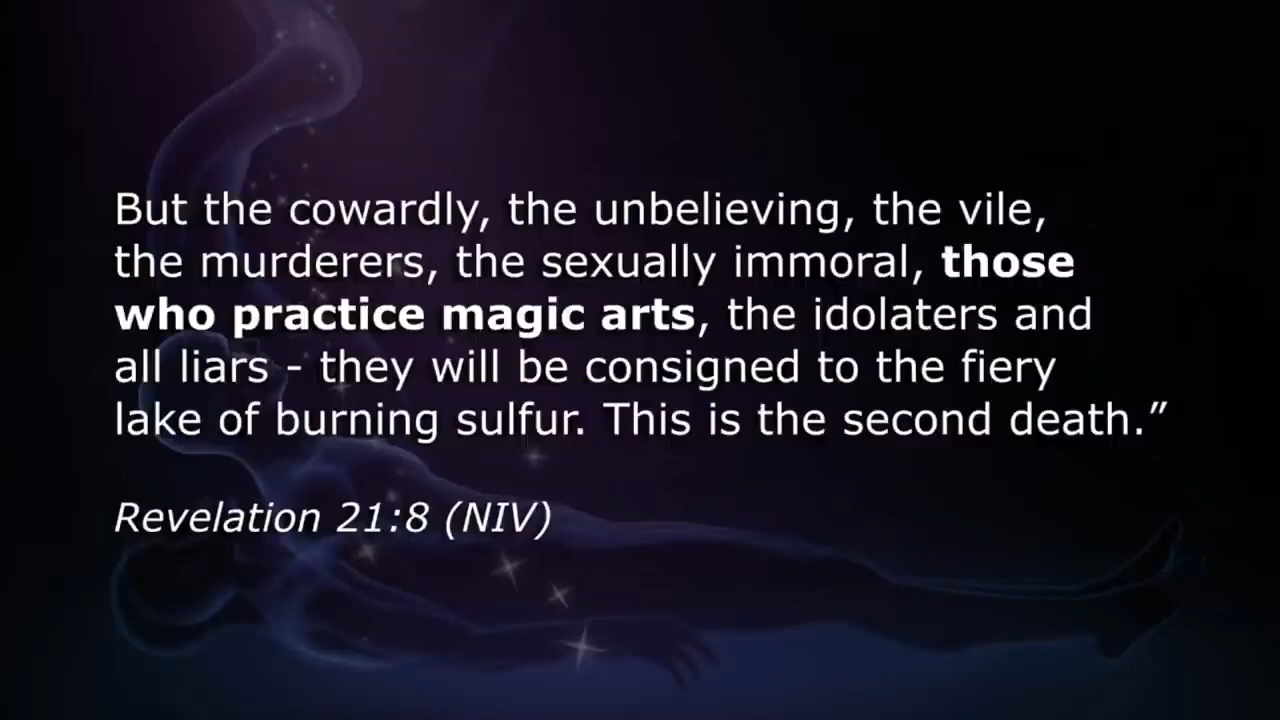 But the cowardly, the unbelieving, the vile,
the murderers, the sexually immoral, those
who practice magic arts, the idolaters and
all liars - they will be consigned to the fiery
lake of burning sulfur. This is the second death.”
Revelation 21:8 (NIV)